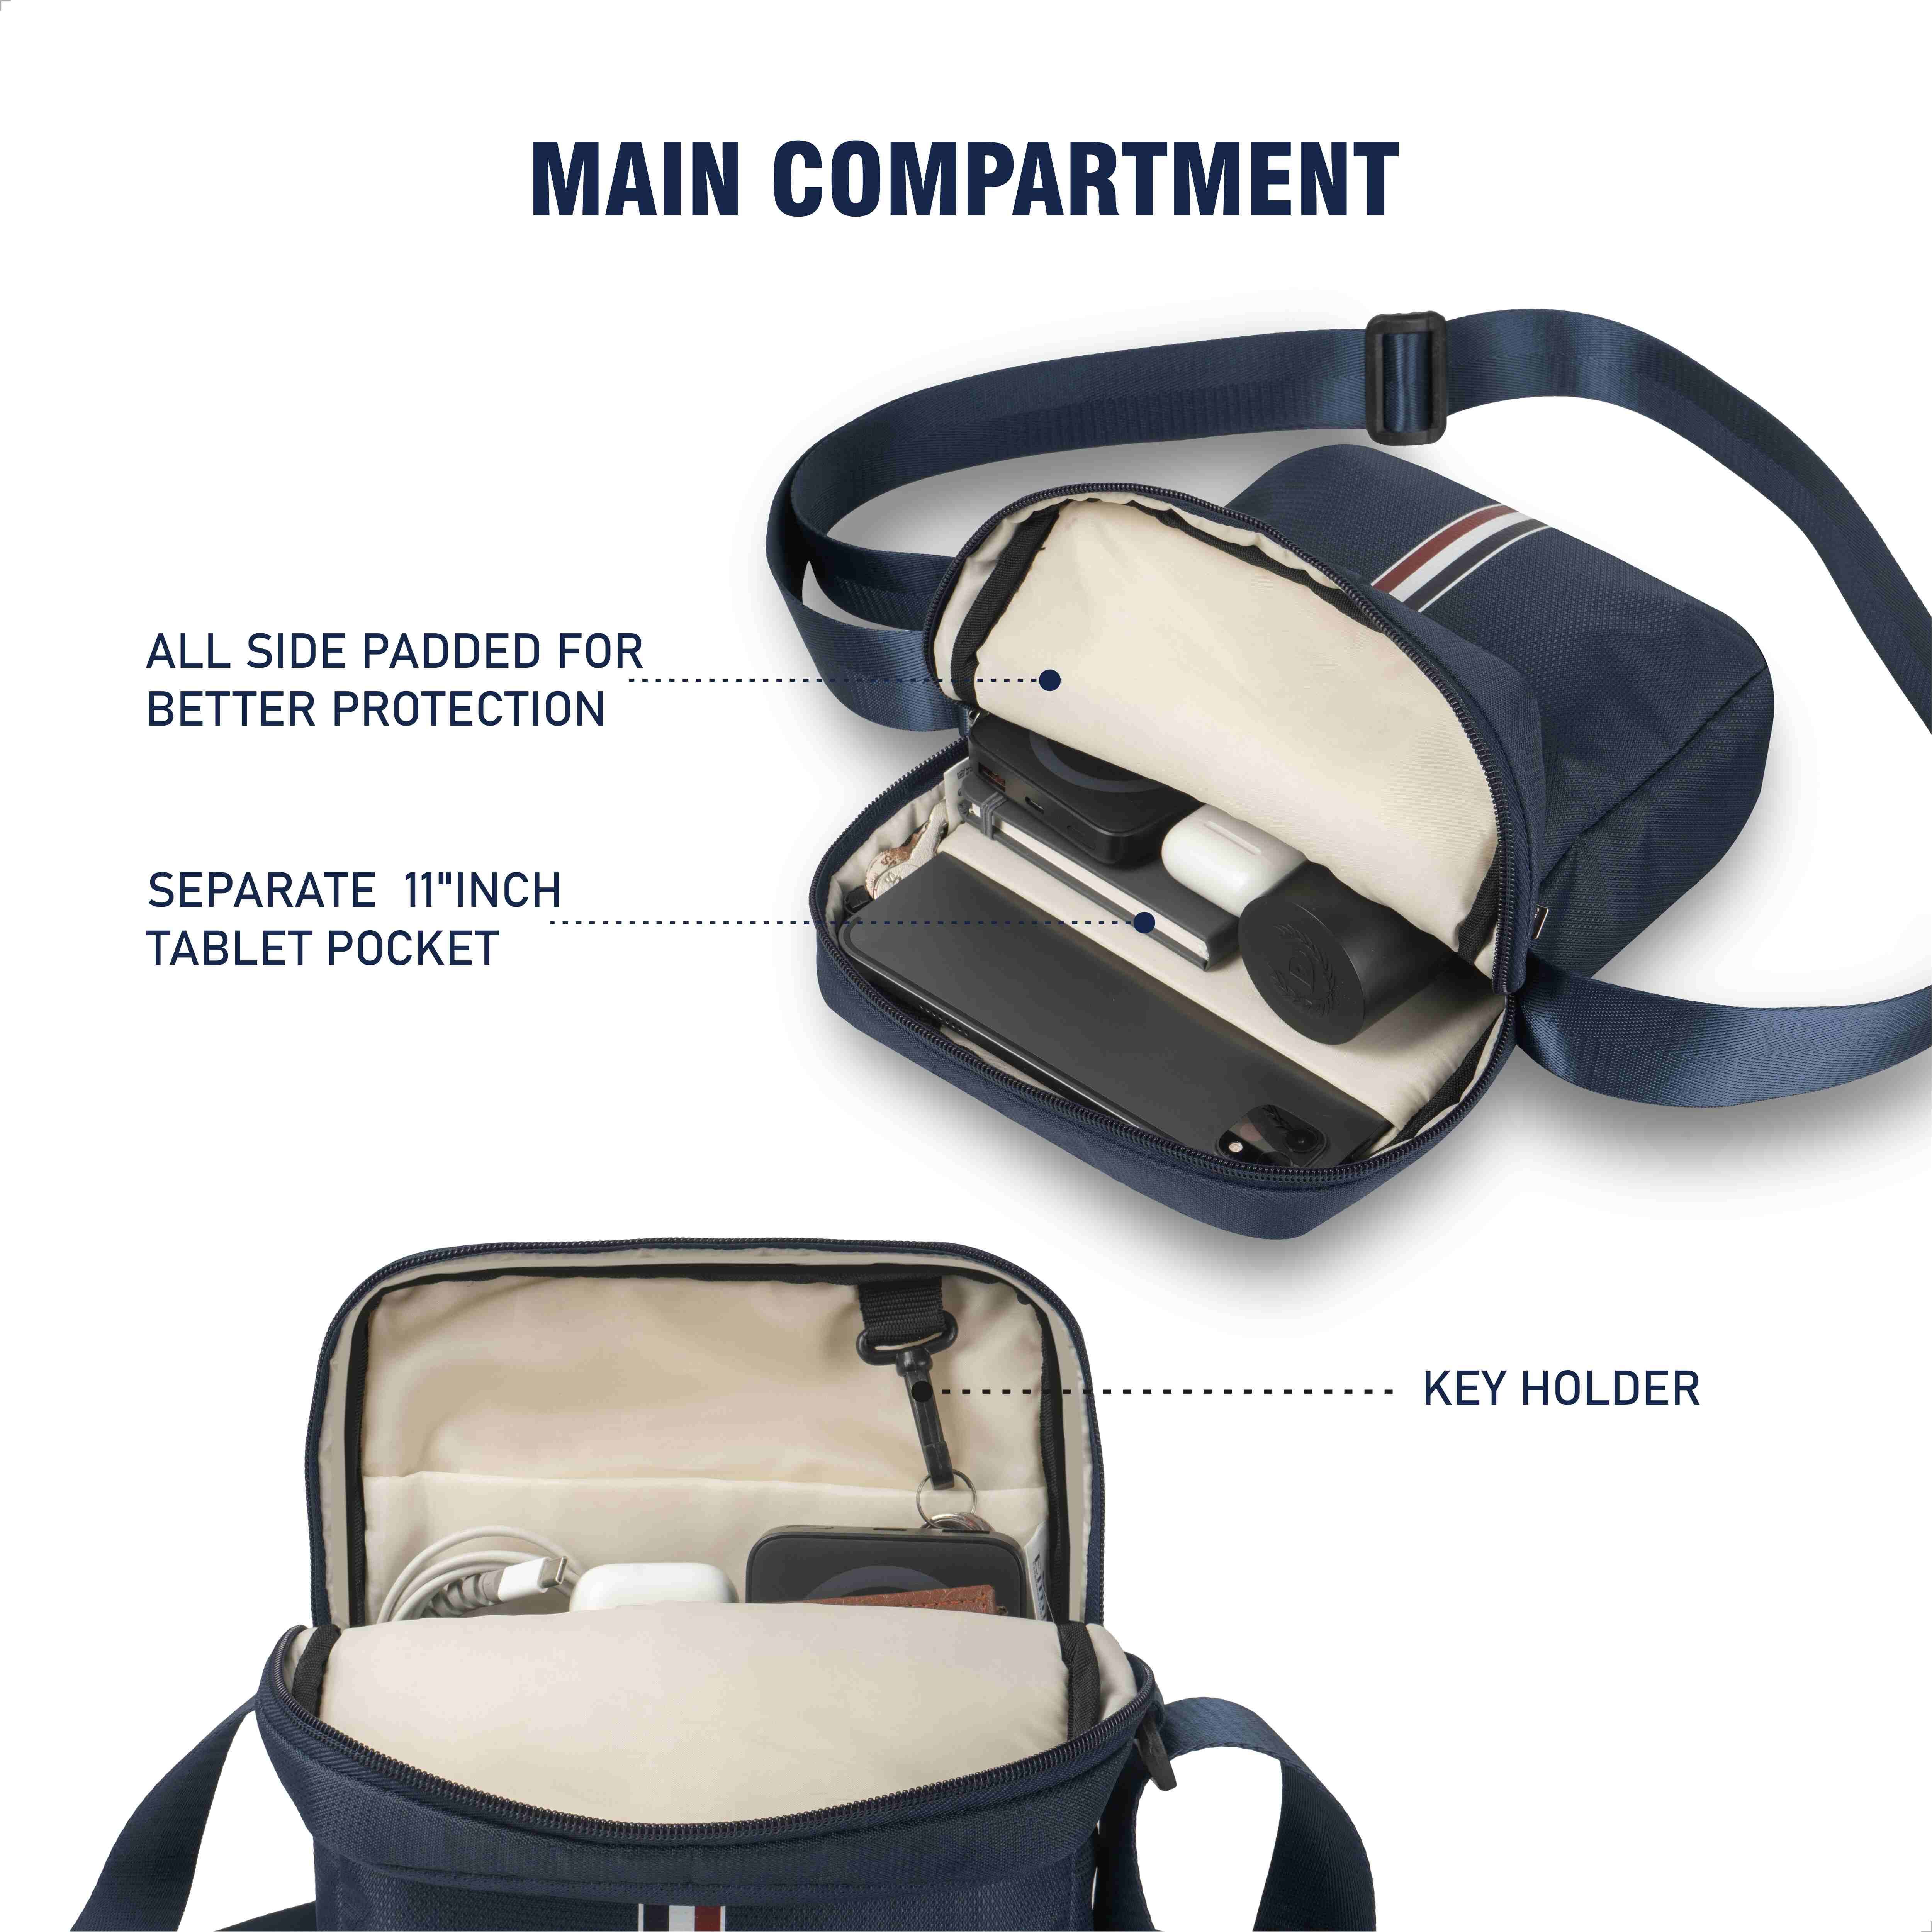 MAIN COMPARTMENT
ALL SIDE PADDED FOR
BETTER PROTECTION
SEPARATE 11"INCH
TABLET POCKET
KEY HOLDER